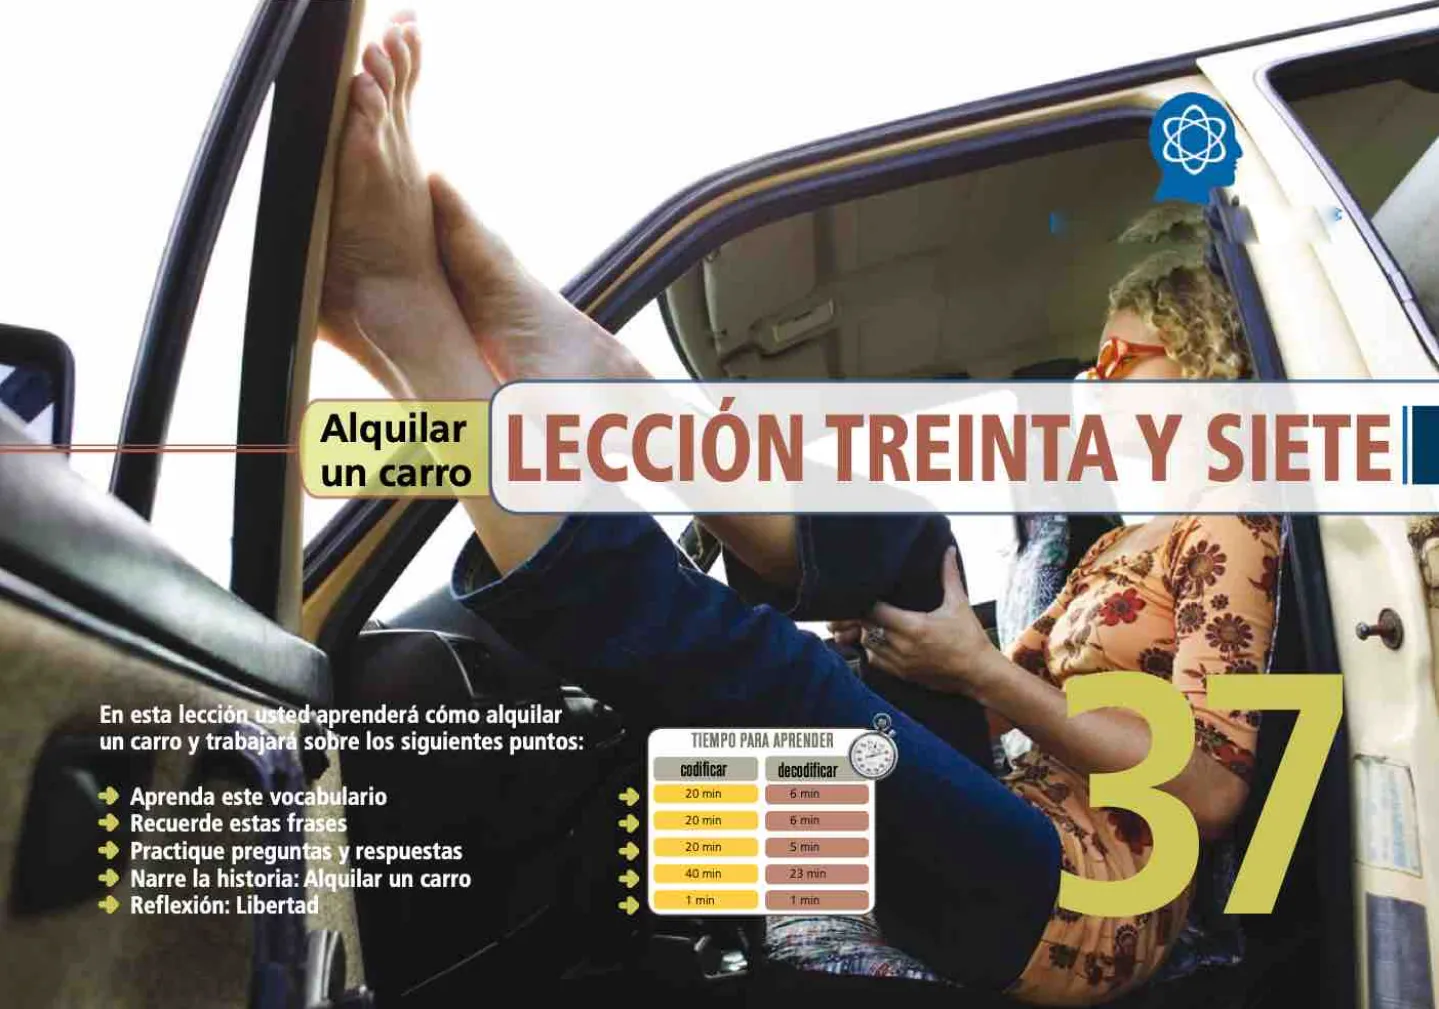 Alquilar
un carro
LECCIÓN TREINTA Y SIETE
37
En esta lección usted aprenderá cómo alquilar
un carro y trabajará sobre los siguientes puntos:
TIEMPO PARA APRENDER
codificar decodificar
Aprenda este vocabulario 20 min 6 min
Recuerde estas frases 20 min 6 min
Practique preguntas y respuestas 20 min 5 min
Narre la historia: Alquilar un carro 40 min 23 min
Reflexión: Libertad 1 min 1 min